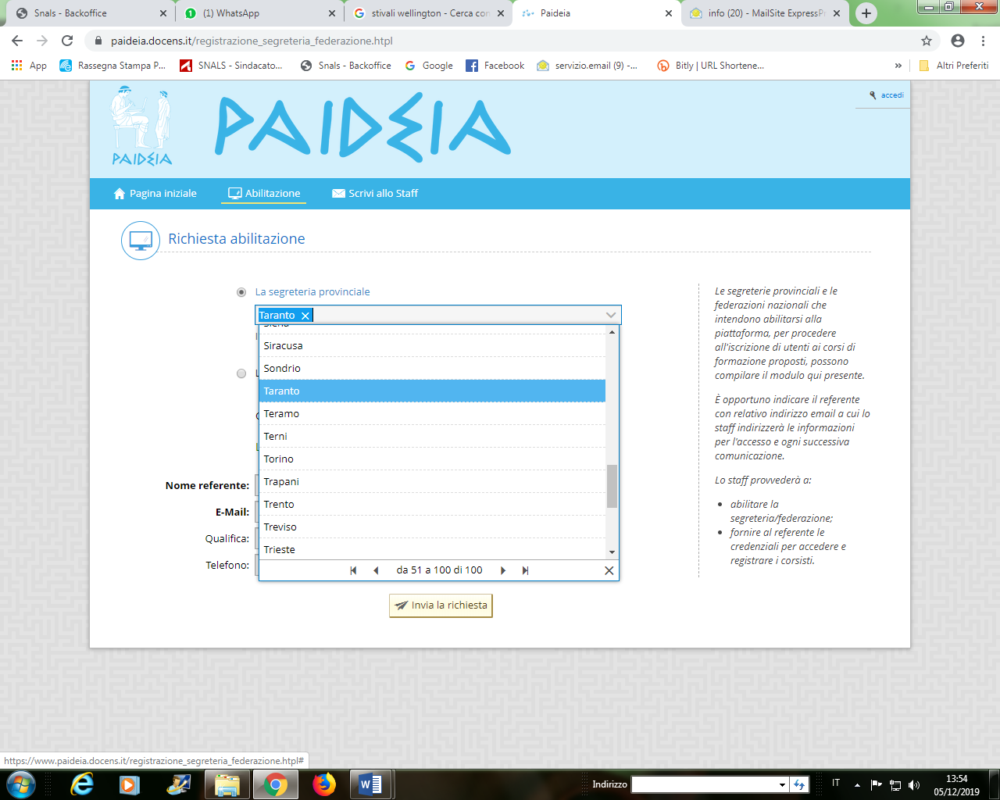 Snals - Backoffice
(1) WhatsApp
stivali wellington - Cerca con
Paideia
info (20) - MailSite ExpressPr
paideia.docens.it/registrazione_segreteria_federazione.htpl
App
Rassegna Stampa P...
SNALS - Sindacato...
Snals - Backoffice
Google
Facebook
servizio.email (9) -...
Bitly | URL Shortene...
»
Altri Preferiti
PAIDEIA
PAIDEIA
accedi
Pagina iniziale
Abilitazione
Scrivi allo Staff
Richiesta abilitazione
La segreteria provinciale
Taranto
Siena
Siracusa
Sondrio
Taranto
Teramo
Terni
Torino
Trapani
Trento
Treviso
Trieste
da 51 a 100 di 100
Nome referente:
E-Mail:
Qualifica:
Telefono:
Invia la richiesta
Le segreterie provinciali e le
federazioni nazionali che
intendono abilitarsi alla
piattaforma, per procedere
all'iscrizione di utenti ai corsi di
formazione proposti, possono
compilare il modulo qui presente.
È opportuno indicare il referente
con relativo indirizzo email a cui lo
staff indirizzerà le informazioni
per l'accesso e ogni successiva
comunicazione.
Lo staff provvederà a:
abilitare la
segreteria/federazione;
fornire al referente le
credenziali per accedere e
registrare i corsisti.
https://www.paideia.docens.it/registrazione_segreteria_federazione.htpl#
Indirizzo
IT
13:54
05/12/2019